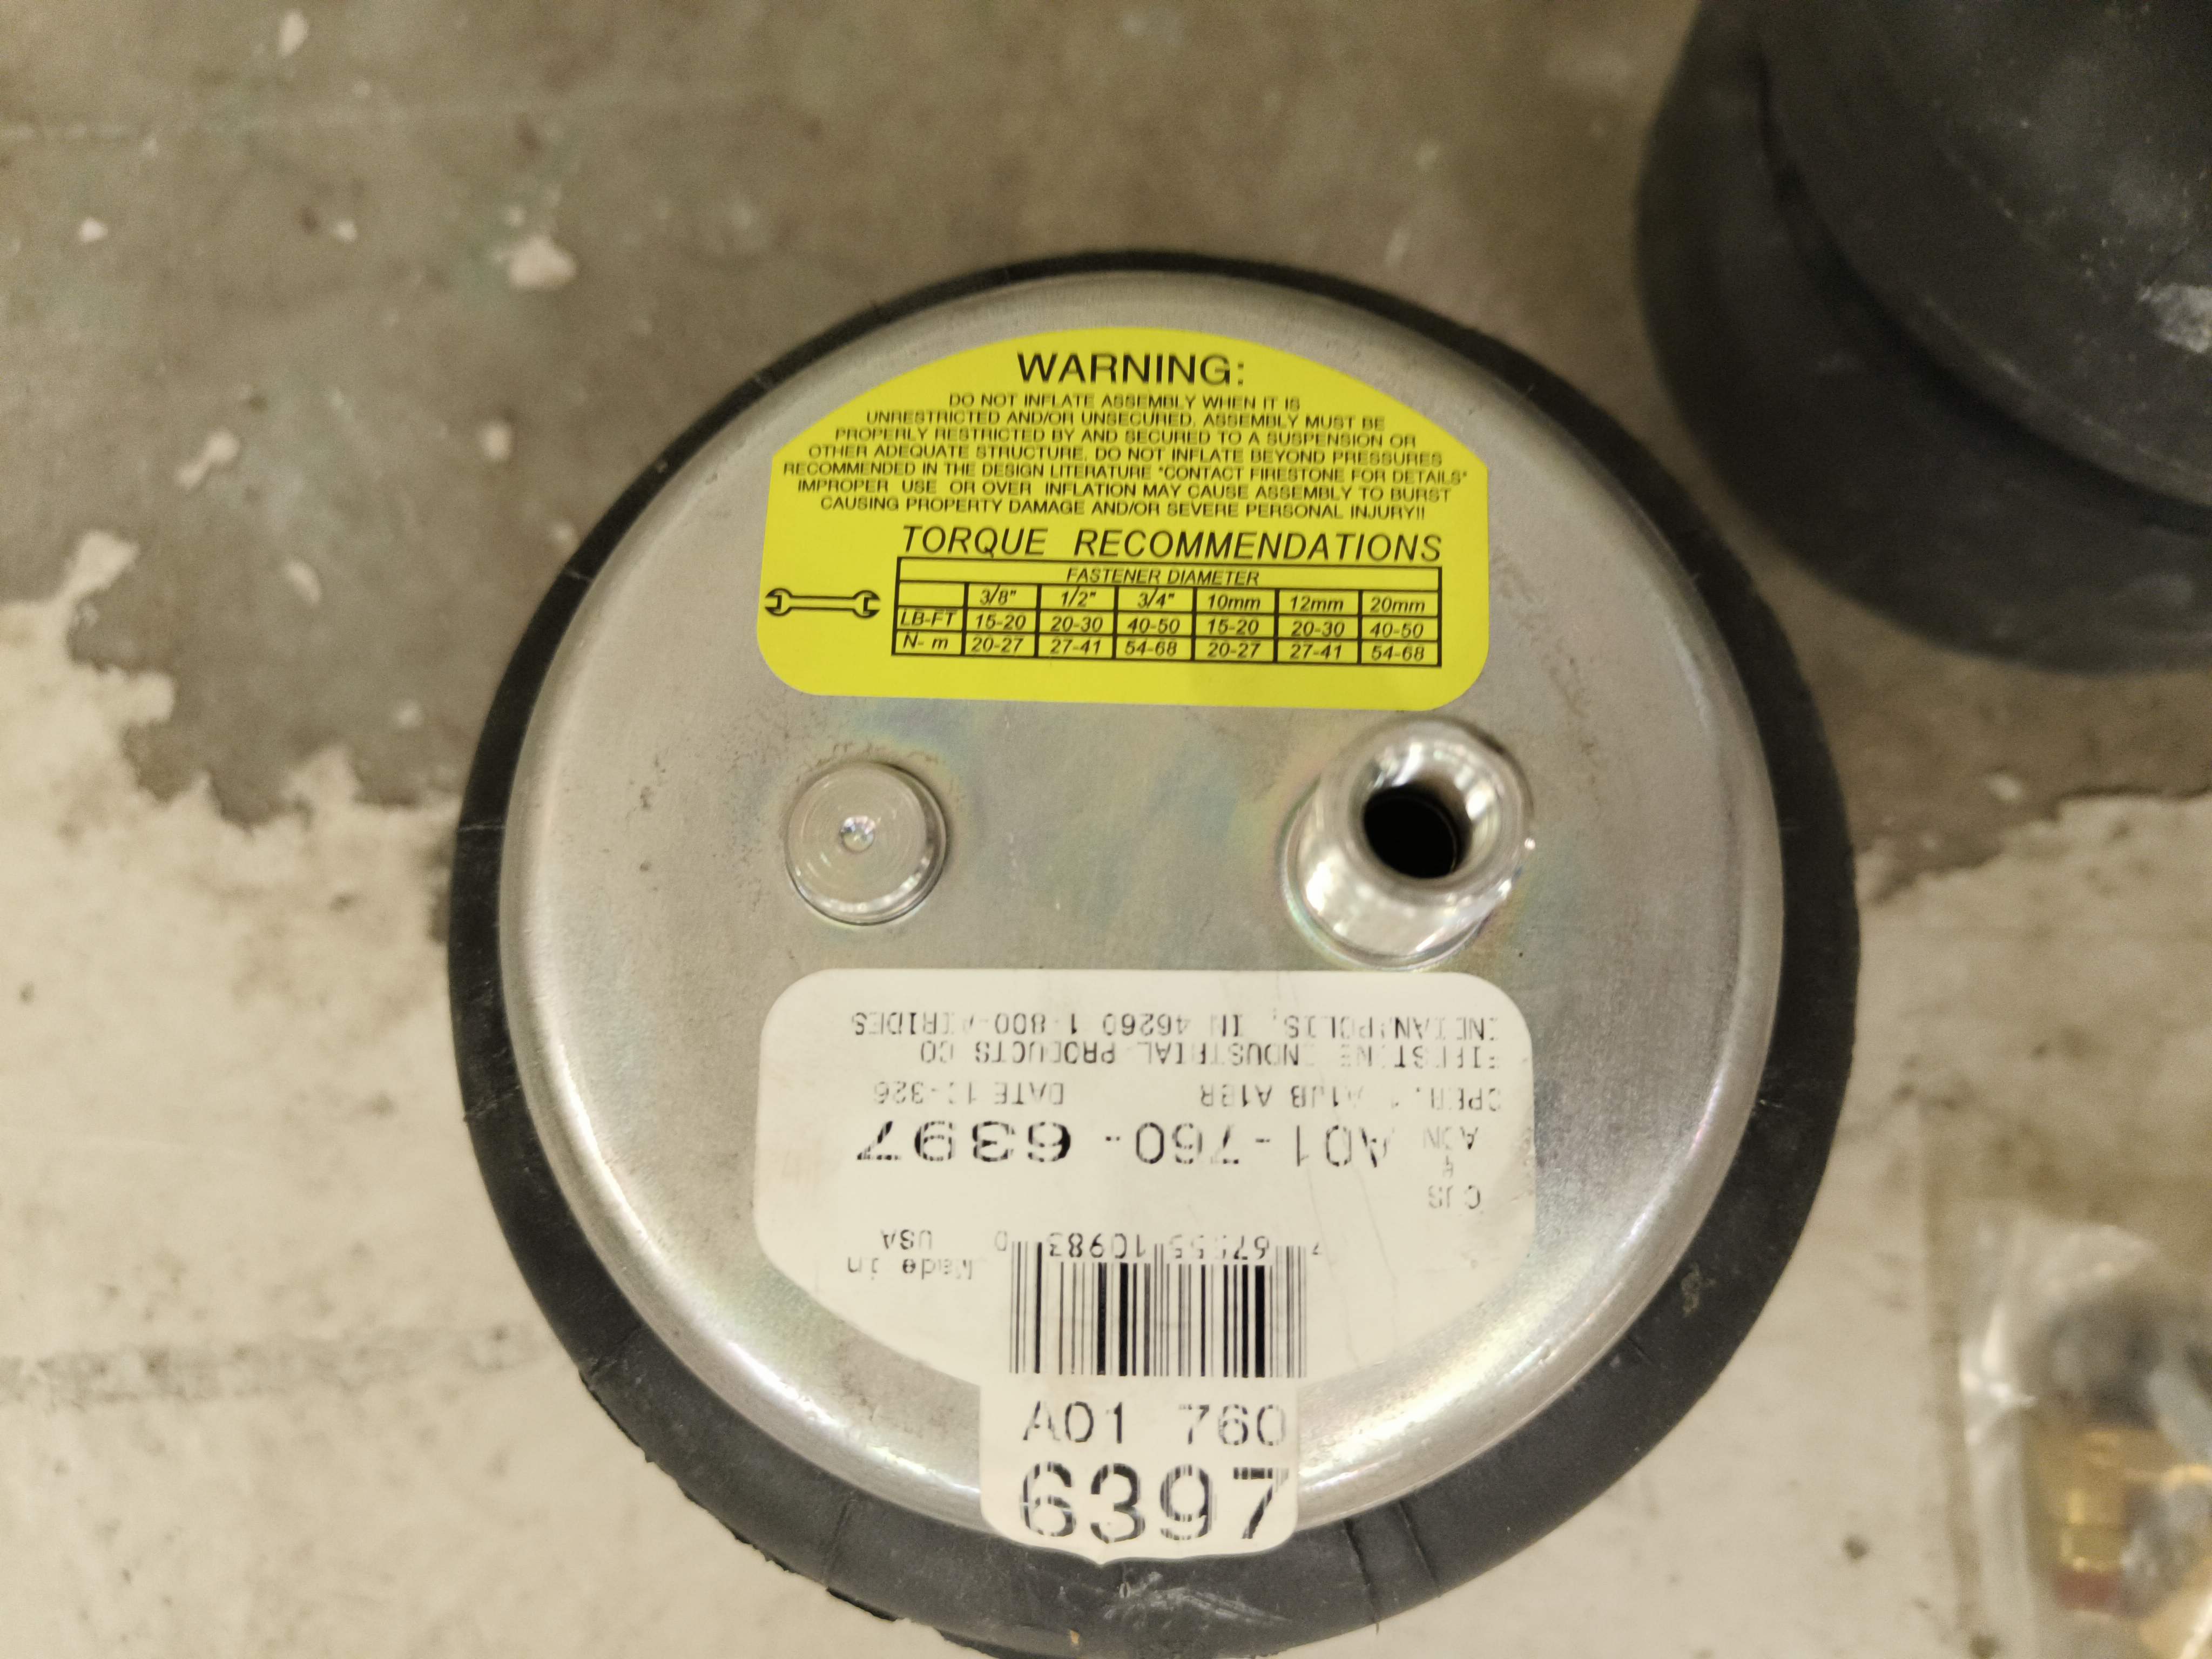 WARNING:
DO NOT INFLATE ASSEMBLY WHEN IT IS
UNRESTRICTED AND/OR UNSECURED. ASSEMBLY MUST BE
PROPERLY RESTRICTED BY AND SECURED TO A SUSPENSION OR
OTHER ADEQUATE STRUCTURE. DO NOT INFLATE BEYOND PRESSURES
RECOMMENDED IN THE DESIGN LITERATURE "CONTACT FIRESTONE FOR DETAILS"
IMPROPER USE OR OVER INFLATION MAY CAUSE ASSEMBLY TO BURST
CAUSING PROPERTY DAMAGE AND/OR SEVERE PERSONAL INJURY!!
TORQUE RECOMMENDATIONS
FASTENER DIAMETER
3/8" 1/2" 3/4" 10mm 12mm 20mm
LB-FT 15-20 20-30 40-50 15-20 20-30 40-50
N-m 20-27 27-41 54-68 20-27 27-41 54-68
Made in
USA
A01-760-6397
DATE
A1BR
INDUSTRIAL PRODUCTS CO
IN 46260
A01 760
6397